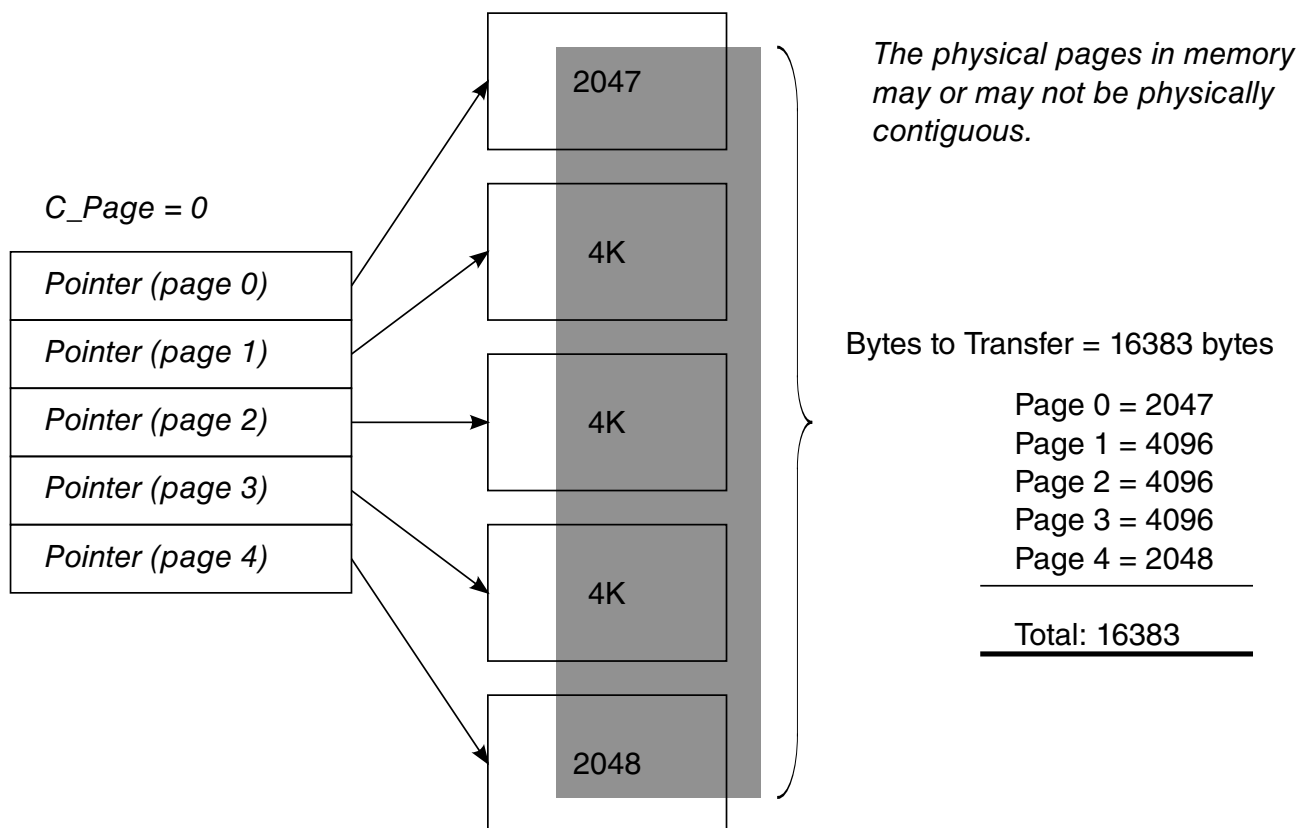 C_Page = 0
Pointer (page 0)
Pointer (page 1)
Pointer (page 2)
Pointer (page 3)
Pointer (page 4)
2047
4K
4K
4K
2048
The physical pages in memory
may or may not be physically
contiguous.
Bytes to Transfer = 16383 bytes
Page 0 = 2047
Page 1 = 4096
Page 2 = 4096
Page 3 = 4096
Page 4 = 2048
Total: 16383